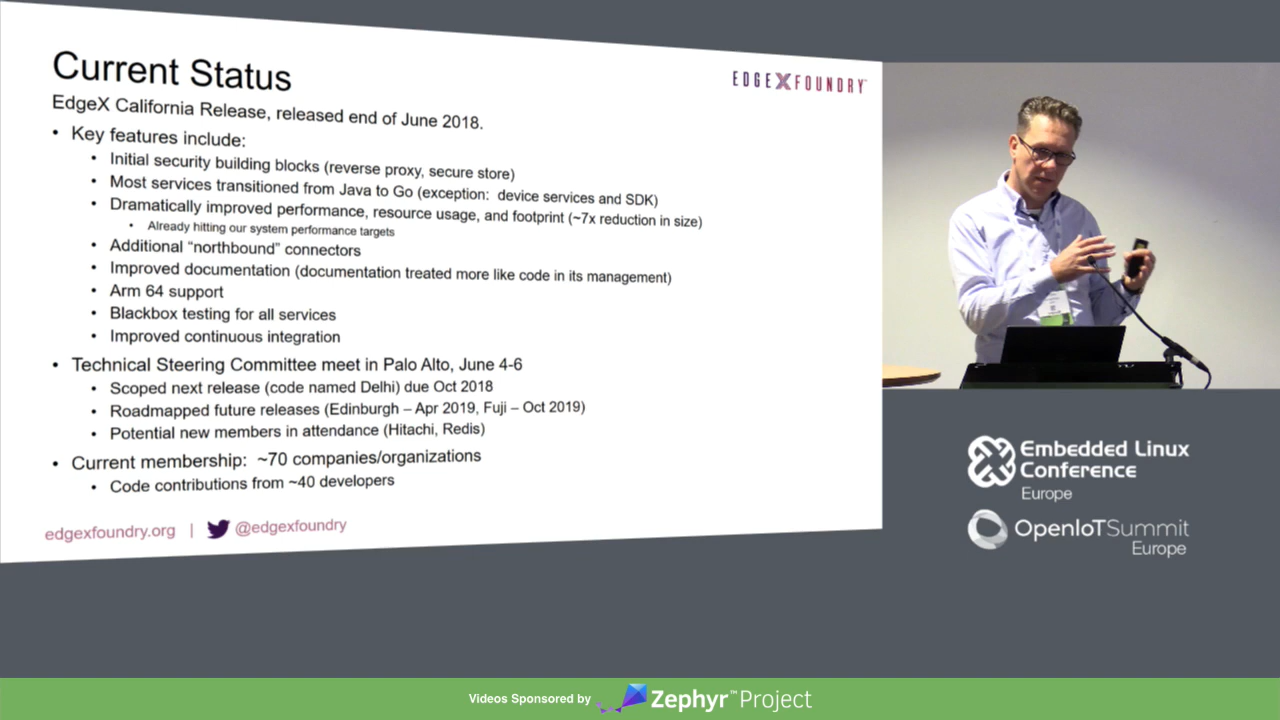 Current Status
EDGE X FOUNDRY™
EdgeX California Release, released end of June 2018.
• Key features include:
• Initial security building blocks (reverse proxy, secure store)
• Most services transitioned from Java to Go (exception: device services and SDK)
• Dramatically improved performance, resource usage, and footprint (~7x reduction in size)
• Already hitting our system performance targets
• Additional “northbound” connectors
• Improved documentation (documentation treated more like code in its management)
• Arm 64 support
• Blackbox testing for all services
• Improved continuous integration
• Technical Steering Committee meet in Palo Alto, June 4-6
• Scoped next release (code named Delhi) due Oct 2018
• Roadmapped future releases (Edinburgh – Apr 2019, Fuji – Oct 2019)
• Potential new members in attendance (Hitachi, Redis)
• Current membership: ~70 companies/organizations
• Code contributions from ~40 developers
edgexfoundry.org | @edgexfoundry
Embedded Linux
Conference
Europe
OpenIoTSummit
Europe
Videos Sponsored by Zephyr™Project